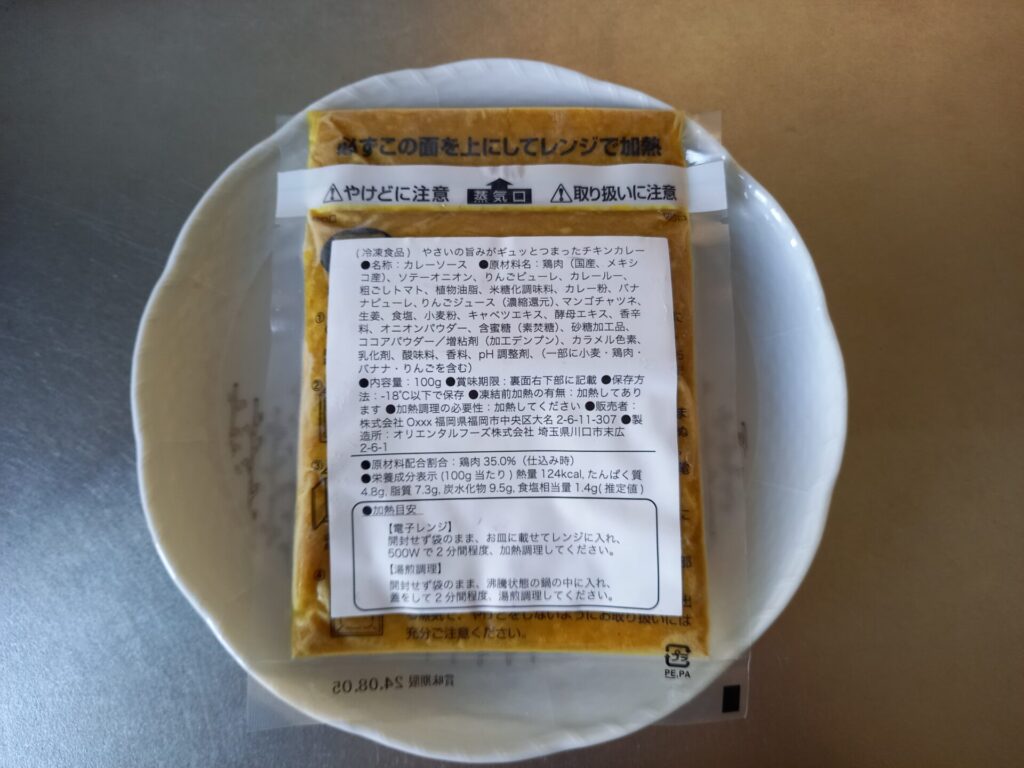 必ずこの面を上にしてレンジで加熱
⚠やけどに注意 蒸気口 ⚠取り扱いに注意
(冷凍食品) やさいの旨みがギュッとつまったチキンカレー
●名称：カレーソース ●原材料名：鶏肉（国産、メキシ
コ産）、ソテーオニオン、りんごピューレ、カレールー、
粗ごしトマト、植物油脂、米糖化調味料、カレー粉、バナ
ナピューレ、りんごジュース（濃縮還元）、マンゴチャツネ、
生姜、食塩、小麦粉、キャベツエキス、酵母エキス、香辛
料、オニオンパウダー、含蜜糖（素焚糖）、砂糖加工品、
ココアパウダー／増粘剤（加工デンプン）、カラメル色素、
乳化剤、酸味料、香料、pH 調整剤、（一部に小麦・鶏肉・
バナナ・りんごを含む）
●内容量：100g ●賞味期限：裏面右下部に記載 ●保存方
法：-18℃以下で保存 ●凍結前加熱の有無：加熱してあり
ます ●加熱調理の必要性：加熱してください ●販売者：
株式会社 Oxxx 福岡県福岡市中央区大名 2-6-11-307 ●製
造所：オリエンタルフーズ株式会社 埼玉県川口市末広
2-6-1
●原材料配合割合：鶏肉 35.0%（仕込み時）
●栄養成分表示 (100g 当たり) 熱量 124kcal, たんぱく質
4.8g, 脂質 7.3g, 炭水化物 9.5g, 食塩相当量 1.4g( 推定値 )
●加熱目安
【電子レンジ】
開封せず袋のまま、お皿に載せてレンジに入れ、
500W で 2 分間程度、加熱調理してください。
【湯煎調理】
開封せず袋のまま、沸騰状態の鍋の中に入れ、
蓋をして 2 分間程度、湯煎調理してください。
やけどをしないようにお取り扱いには
充分ご注意ください。
プラ
PE,PA
賞味期限 24.08.05